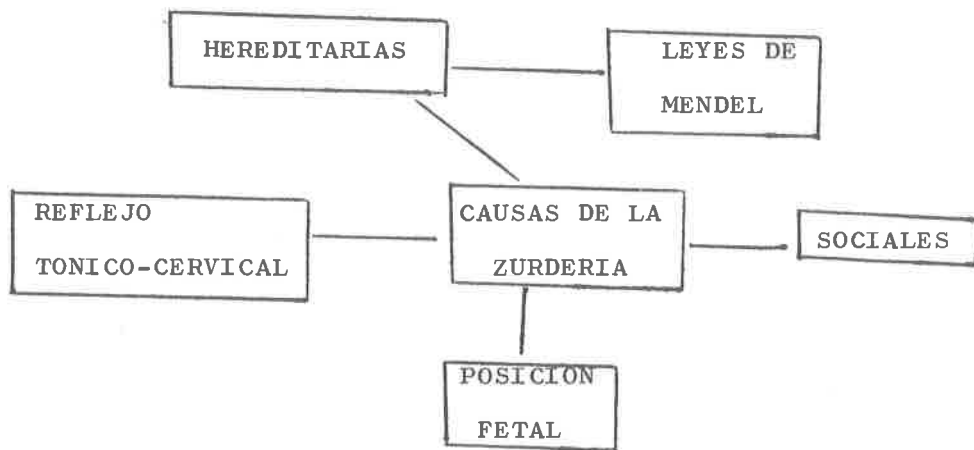 HEREDITARIAS
LEYES DE
MENDEL
REFLEJO
TONICO-CERVICAL
CAUSAS DE LA
ZURDERIA
SOCIALES
POSICION
FETAL